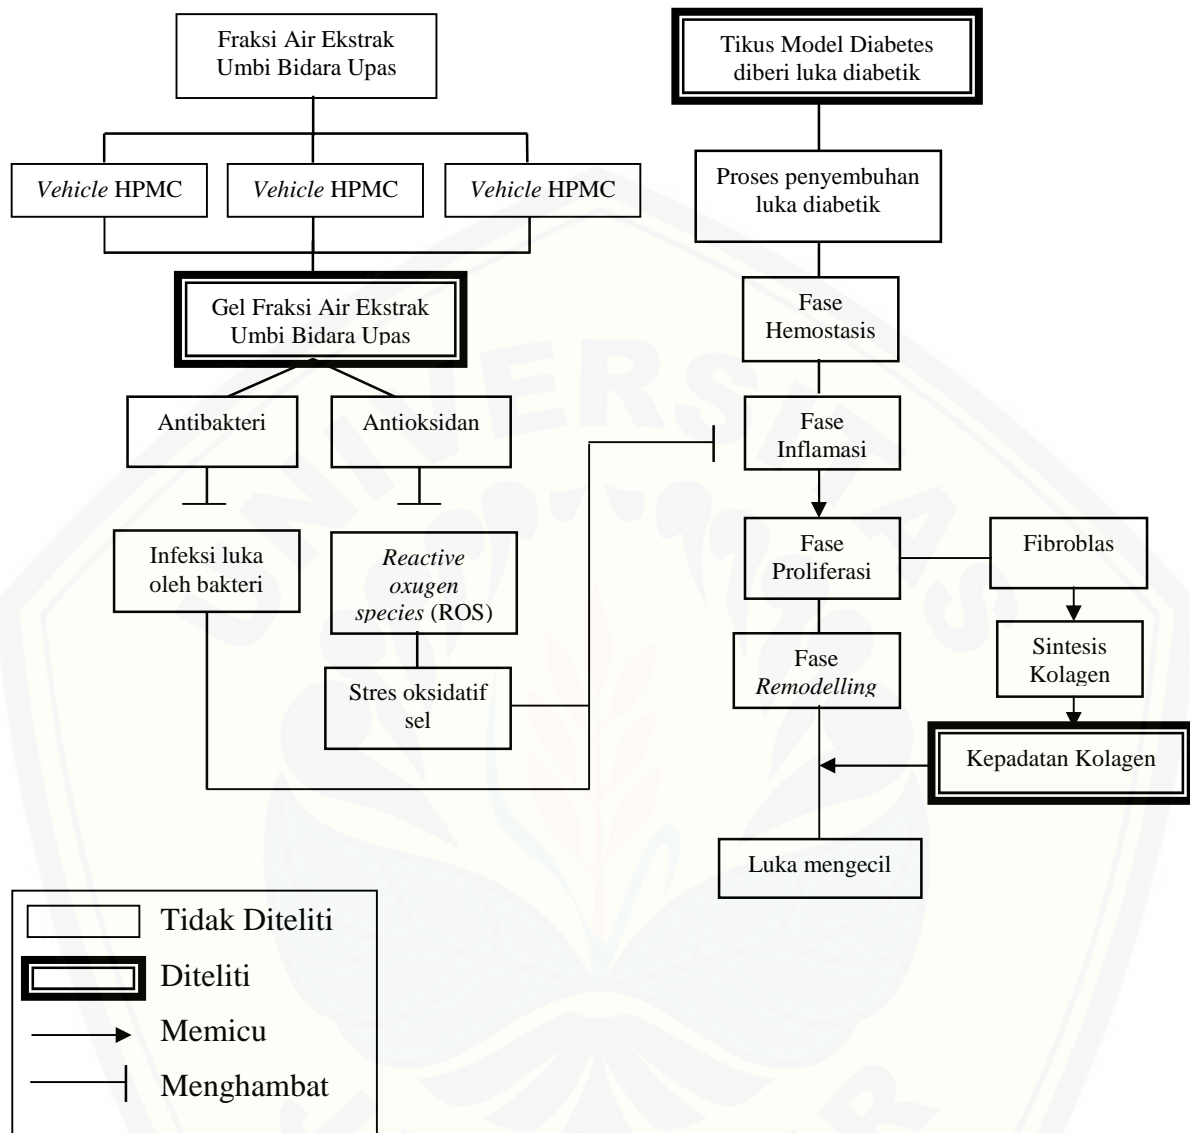 Fraksi Air Ekstrak
Umbi Bidara Upas
Vehicle HPMC
Vehicle HPMC
Vehicle HPMC
Gel Fraksi Air Ekstrak
Umbi Bidara Upas
Antibakteri
Antioksidan
Infeksi luka
oleh bakteri
Reactive
oxugen
species (ROS)
Stres oksidatif
sel
Tikus Model Diabetes
diberi luka diabetik
Proses penyembuhan
luka diabetik
Fase
Hemostasis
Fase
Inflamasi
Fase
Proliferasi
Fibroblas
Fase
Remodelling
Sintesis
Kolagen
Kepadatan Kolagen
Luka mengecil
Tidak Diteliti
Diteliti
Memicu
Menghambat
UNIVERSITAS